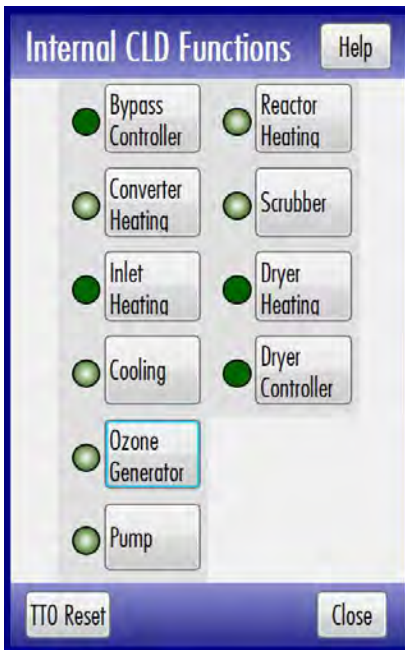 Internal CLD Functions
Help
Bypass
Controller
Reactor
Heating
Converter
Heating
Scrubber
Inlet
Heating
Dryer
Heating
Cooling
Dryer
Controller
Ozone
Generator
Pump
TTO Reset
Close